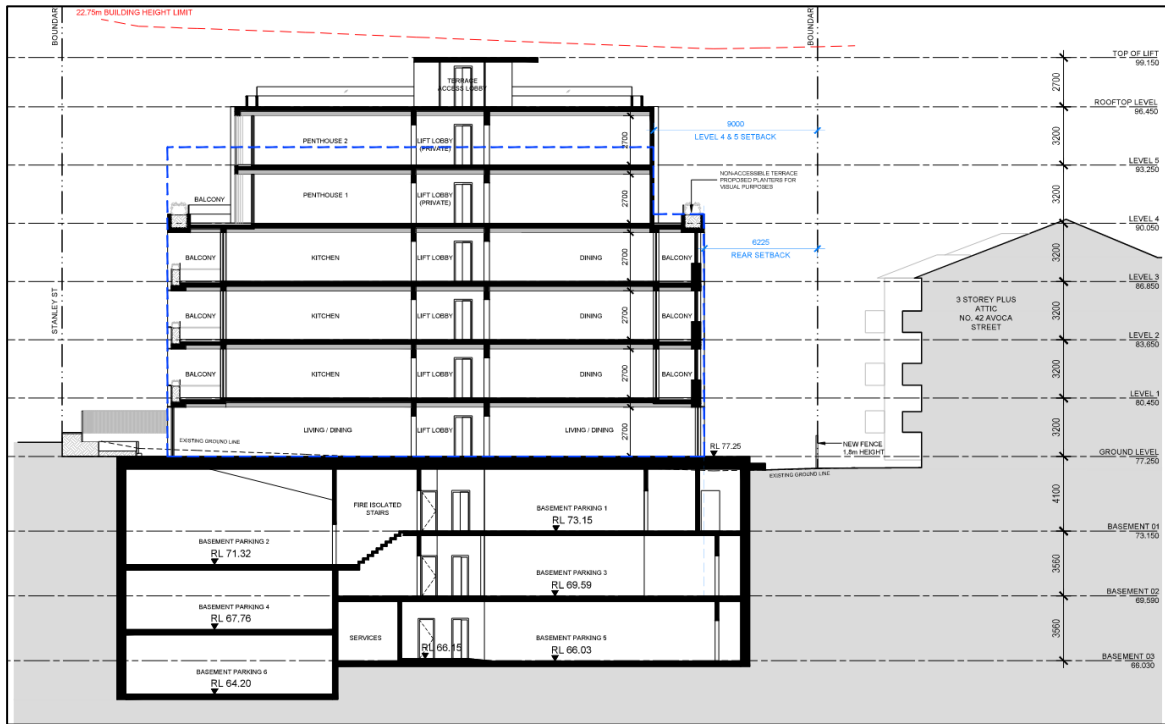 22.75m BUILDING HEIGHT LIMIT
BOUNDAR
BOUNDAR
TOP OF LIFT
99.150
TERRACE
ACCESS LOBBY
2700
ROOFTOP LEVEL
96.450
9000
LEVEL 4 & 5 SETBACK
PENTHOUSE 2
LIFT LOBBY
(PRIVATE)
2700
3200
LEVEL 5
93.250
NON-ACCESSIBLE TERRACE
PROPOSED PLANTERS FOR
VISUAL PURPOSES
PENTHOUSE 1
LIFT LOBBY
(PRIVATE)
2700
3200
BALCONY
LEVEL 4
90.050
6225
REAR SETBACK
BALCONY
KITCHEN
LIFT LOBBY
DINING
2700
BALCONY
3200
LEVEL 3
86.850
STANLEY ST
BALCONY
KITCHEN
LIFT LOBBY
DINING
2700
BALCONY
3 STOREY PLUS
ATTIC
NO. 42 AVOCA
STREET
3200
LEVEL 2
83.650
BALCONY
KITCHEN
LIFT LOBBY
DINING
2700
BALCONY
3200
LEVEL 1
80.450
LIVING / DINING
LIFT LOBBY
LIVING / DINING
2700
3200
EXISTING GROUND LINE
RL 77.25
NEW FENCE
1.8m HEIGHT
GROUND LEVEL
77.250
EXISTING GROUND LINE
FIRE ISOLATED
STAIRS
BASEMENT PARKING 1
RL 73.15
4100
BASEMENT 01
73.150
BASEMENT PARKING 2
RL 71.32
BASEMENT PARKING 3
RL 69.59
3560
BASEMENT 02
69.590
BASEMENT PARKING 4
RL 67.76
SERVICES
RL 66.15
BASEMENT PARKING 5
RL 66.03
3560
BASEMENT 03
66.030
BASEMENT PARKING 6
RL 64.20